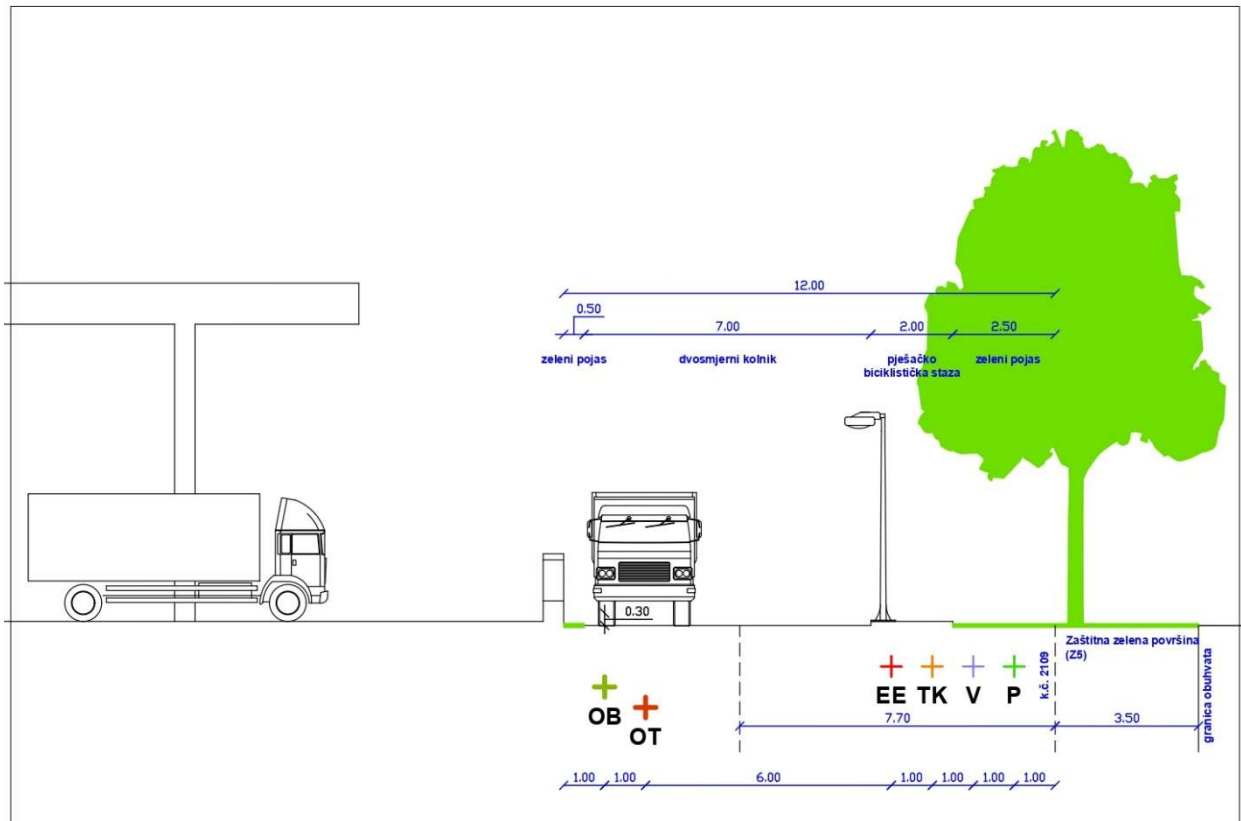 12.00
0.50
7.00
2.00
2.50
zeleni pojas
dvosmjerni kolnik
pješačko
biciklistička staza
zeleni pojas
0.30
Zaštitna zelena površina
(Z5)
k.č. 2109
granica obuhvata
EE
TK
V
P
OB
OT
7.70
3.50
1.00
1.00
6.00
1.00
1.00
1.00
1.00